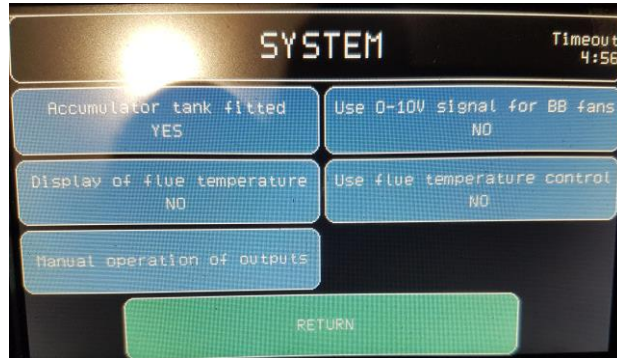 SYSTEM
Timeout
4:56
Accumulator tank fitted
YES
Use 0-10V signal for BB fans
NO
Display of flue temperature
NO
Use flue temperature control
NO
Manual operation of outputs
RETURN